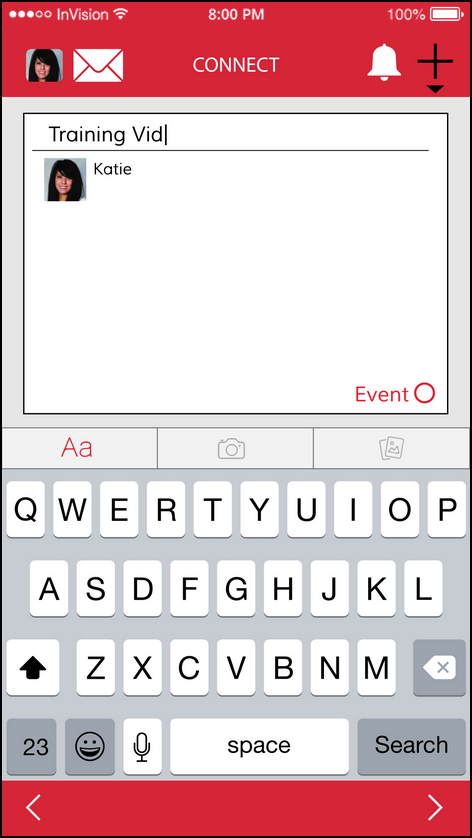 InVision 8:00 PM 100%
CONNECT
Training Vid
Katie
Event
Aa
Q W E R T Y U I O P
A S D F G H J K L
Z X C V B N M
23 space Search